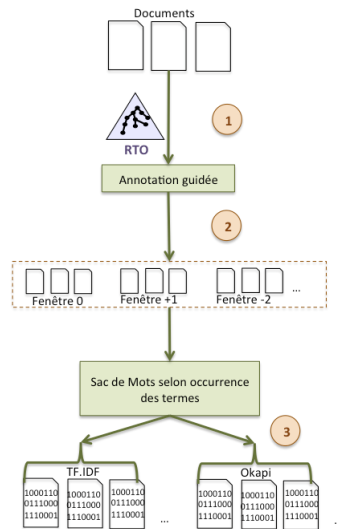 Documents
1
RTO
Annotation guidée
2
Fenêtre 0 Fenêtre +1 Fenêtre -2 ...
Sac de Mots selon occurrence
des termes
3
TF.IDF Okapi
1000110 1000110 1000110 1000110 1000110 1000110
0111000 0111000 0111000 0111000 0111000 0111000
1110001 1110001 1110001 ... 1110001 1110001 1110001 .